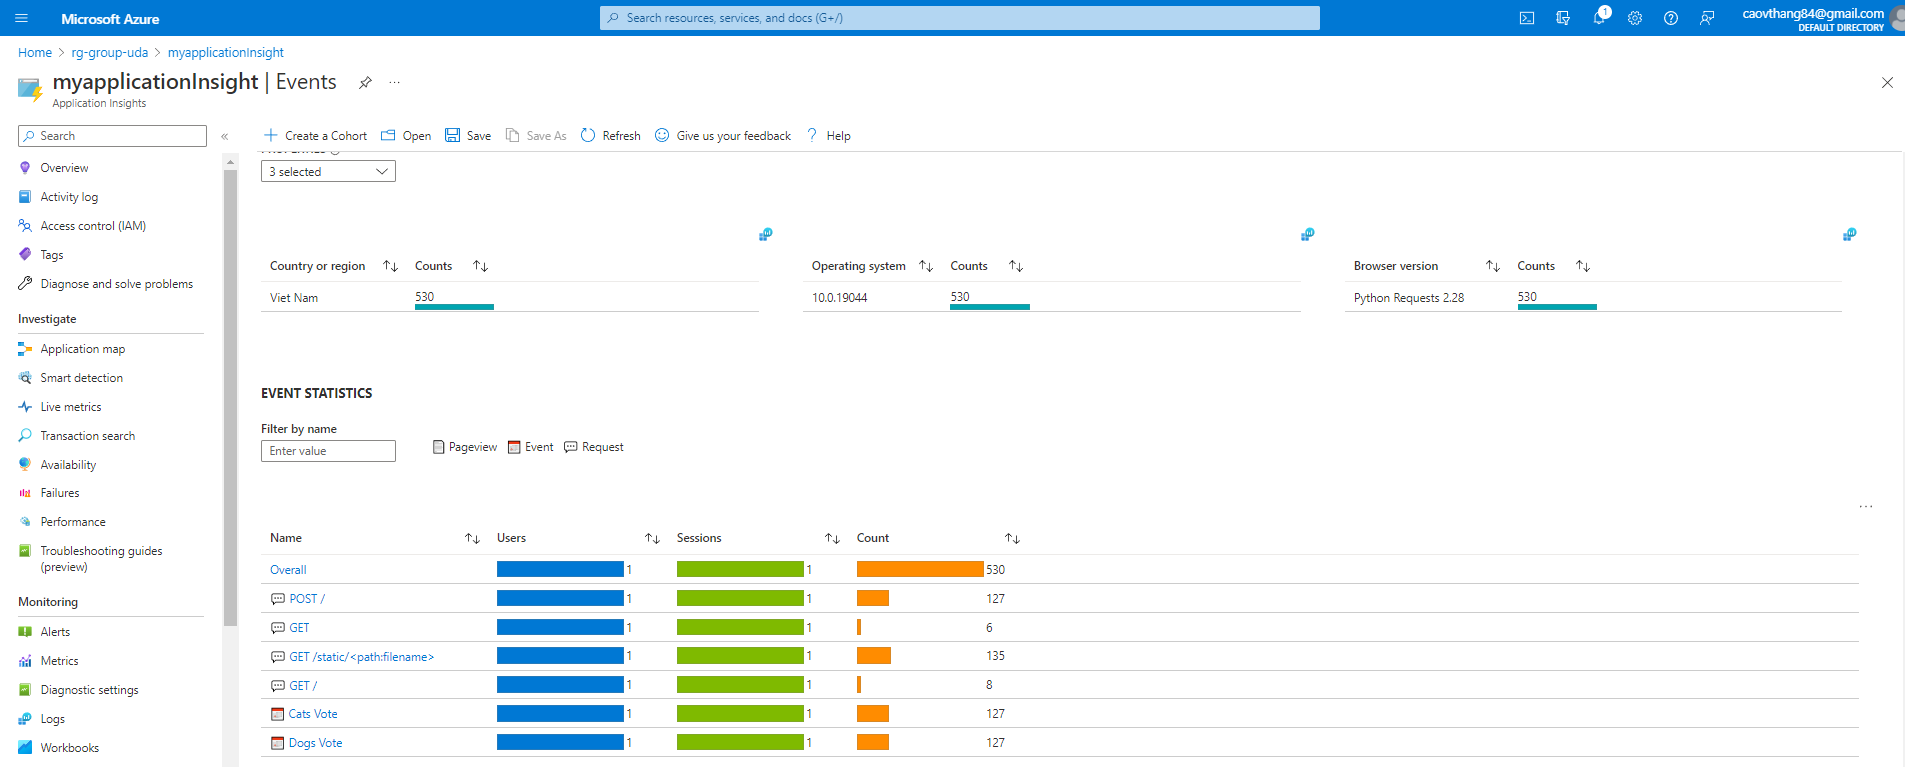 Microsoft Azure
Search resources, services, and docs (G+/)
1
caovthang84@gmail.com
DEFAULT DIRECTORY
Home > rg-group-uda > myapplicationInsight
myapplicationInsight | Events
Application Insights
Search
Create a Cohort Open Save Save As Refresh Give us your feedback Help
3 selected
Overview
Activity log
Access control (IAM)
Tags
Diagnose and solve problems
Investigate
Application map
Smart detection
Live metrics
Transaction search
Availability
Failures
Performance
Troubleshooting guides
(preview)
Monitoring
Alerts
Metrics
Diagnostic settings
Logs
Workbooks
Country or region Counts
Viet Nam 530
Operating system Counts
10.0.19044 530
Browser version Counts
Python Requests 2.28 530
EVENT STATISTICS
Filter by name
Enter value
Pageview Event Request
Name Users Sessions Count
Overall 1 1 530
POST / 1 1 127
GET 1 1 6
GET /static/<path:filename> 1 1 135
GET / 1 1 8
Cats Vote 1 1 127
Dogs Vote 1 1 127